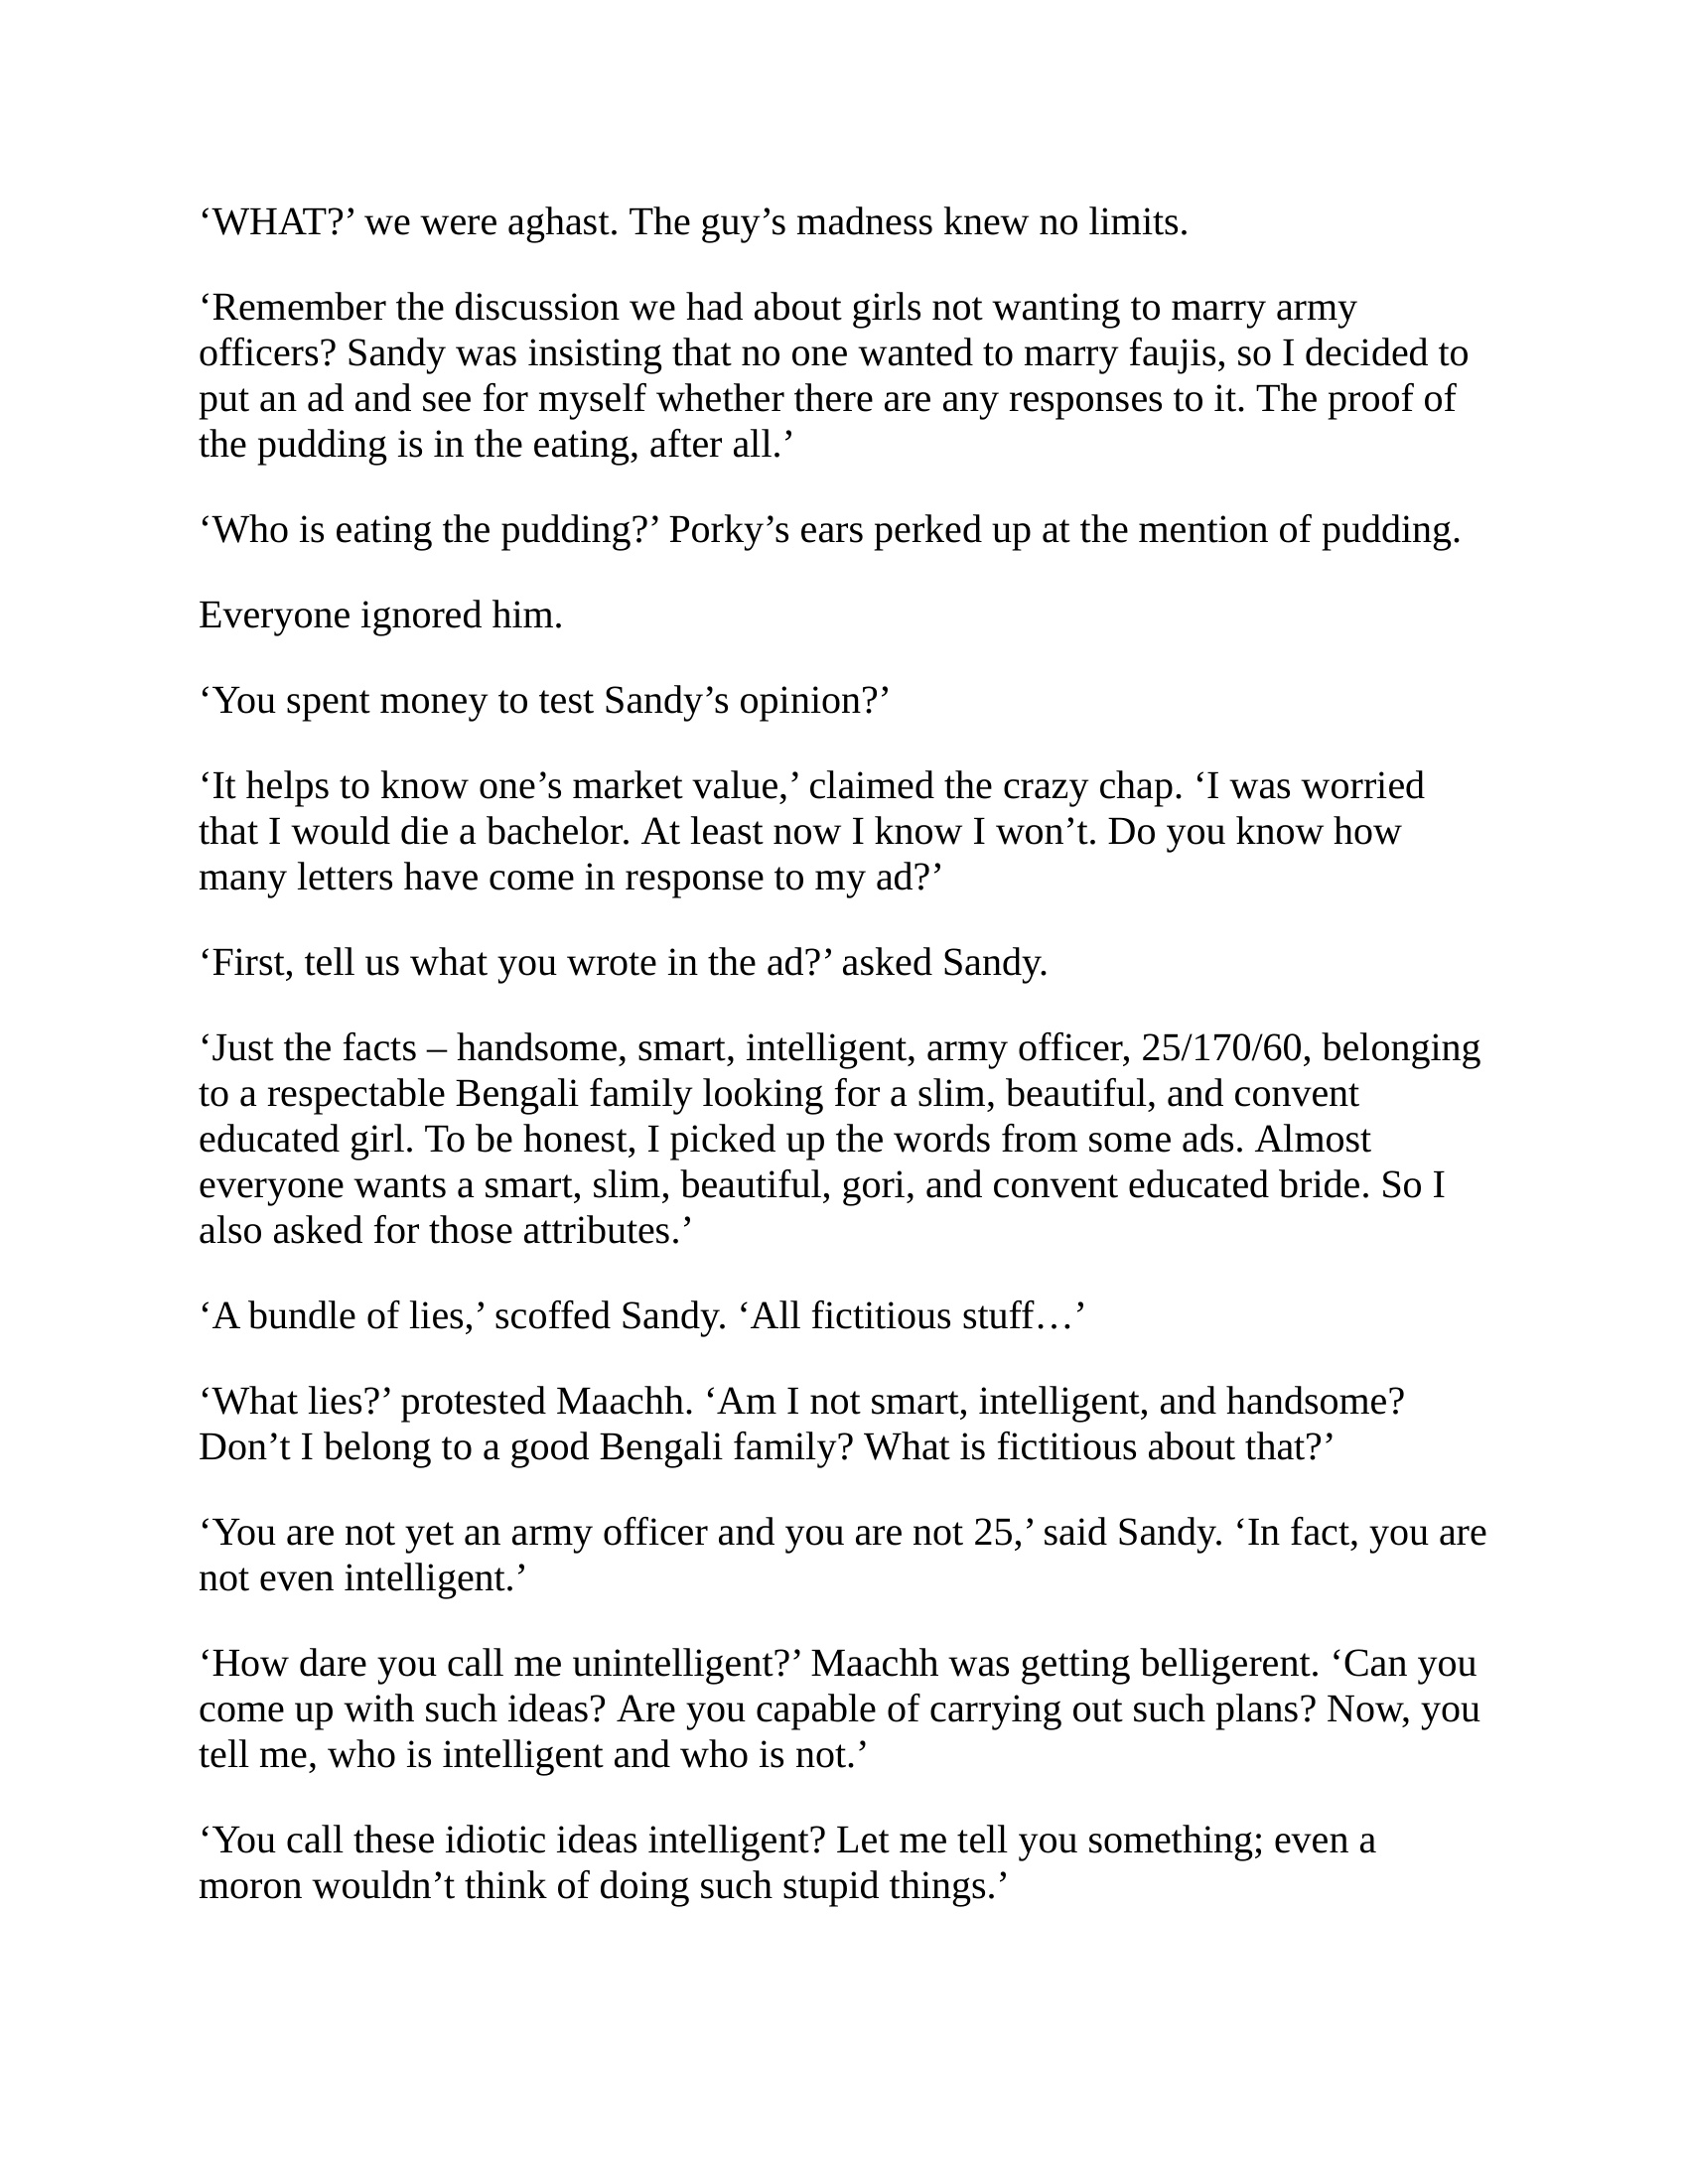 ‘WHAT?’ we were aghast. The guy’s madness knew no limits.
‘Remember the discussion we had about girls not wanting to marry army
officers? Sandy was insisting that no one wanted to marry faujis, so I decided to
put an ad and see for myself whether there are any responses to it. The proof of
the pudding is in the eating, after all.’
‘Who is eating the pudding?’ Porky’s ears perked up at the mention of pudding.
Everyone ignored him.
‘You spent money to test Sandy’s opinion?’
‘It helps to know one’s market value,’ claimed the crazy chap. ‘I was worried
that I would die a bachelor. At least now I know I won’t. Do you know how
many letters have come in response to my ad?’
‘First, tell us what you wrote in the ad?’ asked Sandy.
‘Just the facts – handsome, smart, intelligent, army officer, 25/170/60, belonging
to a respectable Bengali family looking for a slim, beautiful, and convent
educated girl. To be honest, I picked up the words from some ads. Almost
everyone wants a smart, slim, beautiful, gori, and convent educated bride. So I
also asked for those attributes.’
‘A bundle of lies,’ scoffed Sandy. ‘All fictitious stuff…’
‘What lies?’ protested Maachh. ‘Am I not smart, intelligent, and handsome?
Don’t I belong to a good Bengali family? What is fictitious about that?’
‘You are not yet an army officer and you are not 25,’ said Sandy. ‘In fact, you are
not even intelligent.’
‘How dare you call me unintelligent?’ Maachh was getting belligerent. ‘Can you
come up with such ideas? Are you capable of carrying out such plans? Now, you
tell me, who is intelligent and who is not.’
‘You call these idiotic ideas intelligent? Let me tell you something; even a
moron wouldn’t think of doing such stupid things.’